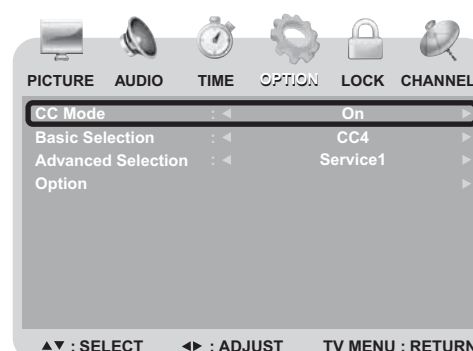 PICTURE AUDIO TIME OPTION LOCK CHANNEL
CC Mode : ◄ On ►
Basic Selection : ◄ CC4 ►
Advanced Selection : ◄ Service1 ►
Option ►
▲▼ : SELECT ◄► : ADJUST TV MENU : RETURN